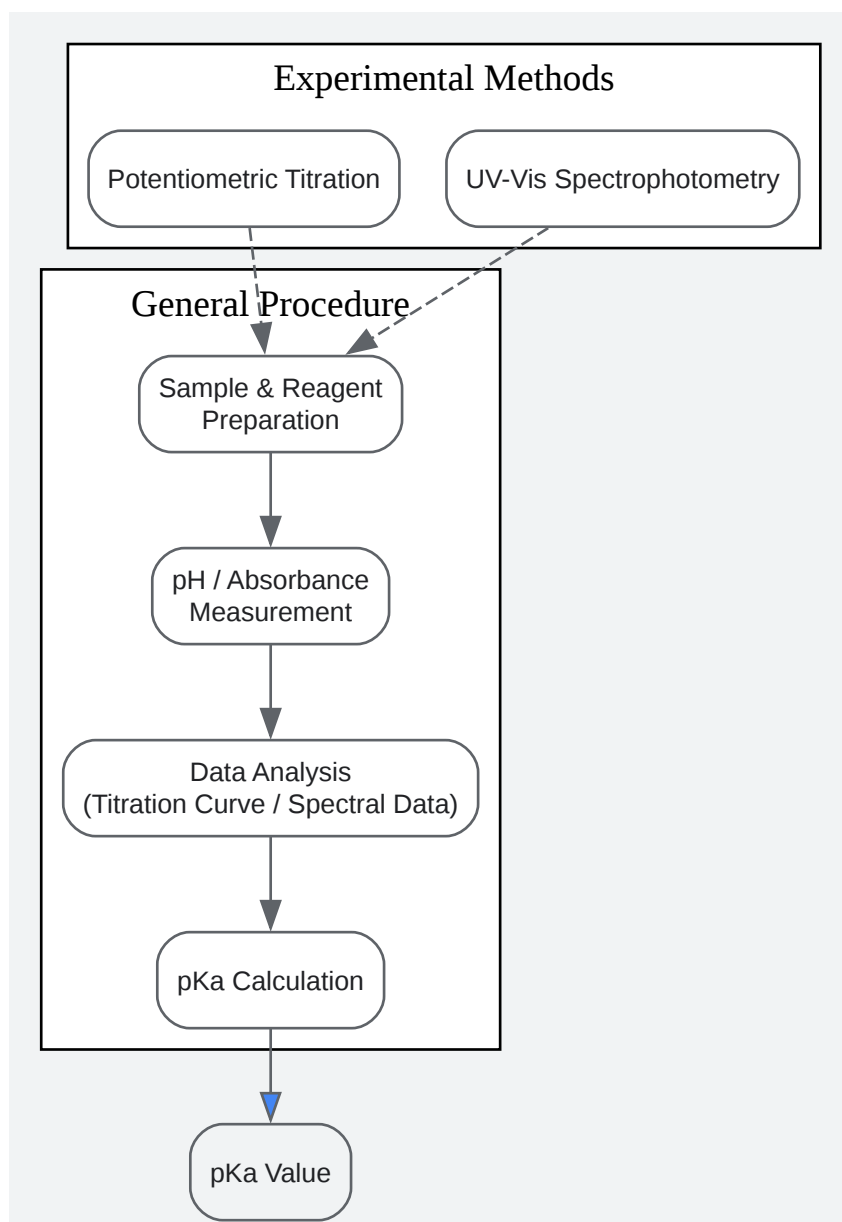 Experimental Methods
Potentiometric Titration
UV-Vis Spectrophotometry
General Procedure
Sample & Reagent
Preparation
pH / Absorbance
Measurement
Data Analysis
(Titration Curve / Spectral Data)
pKa Calculation
pKa Value